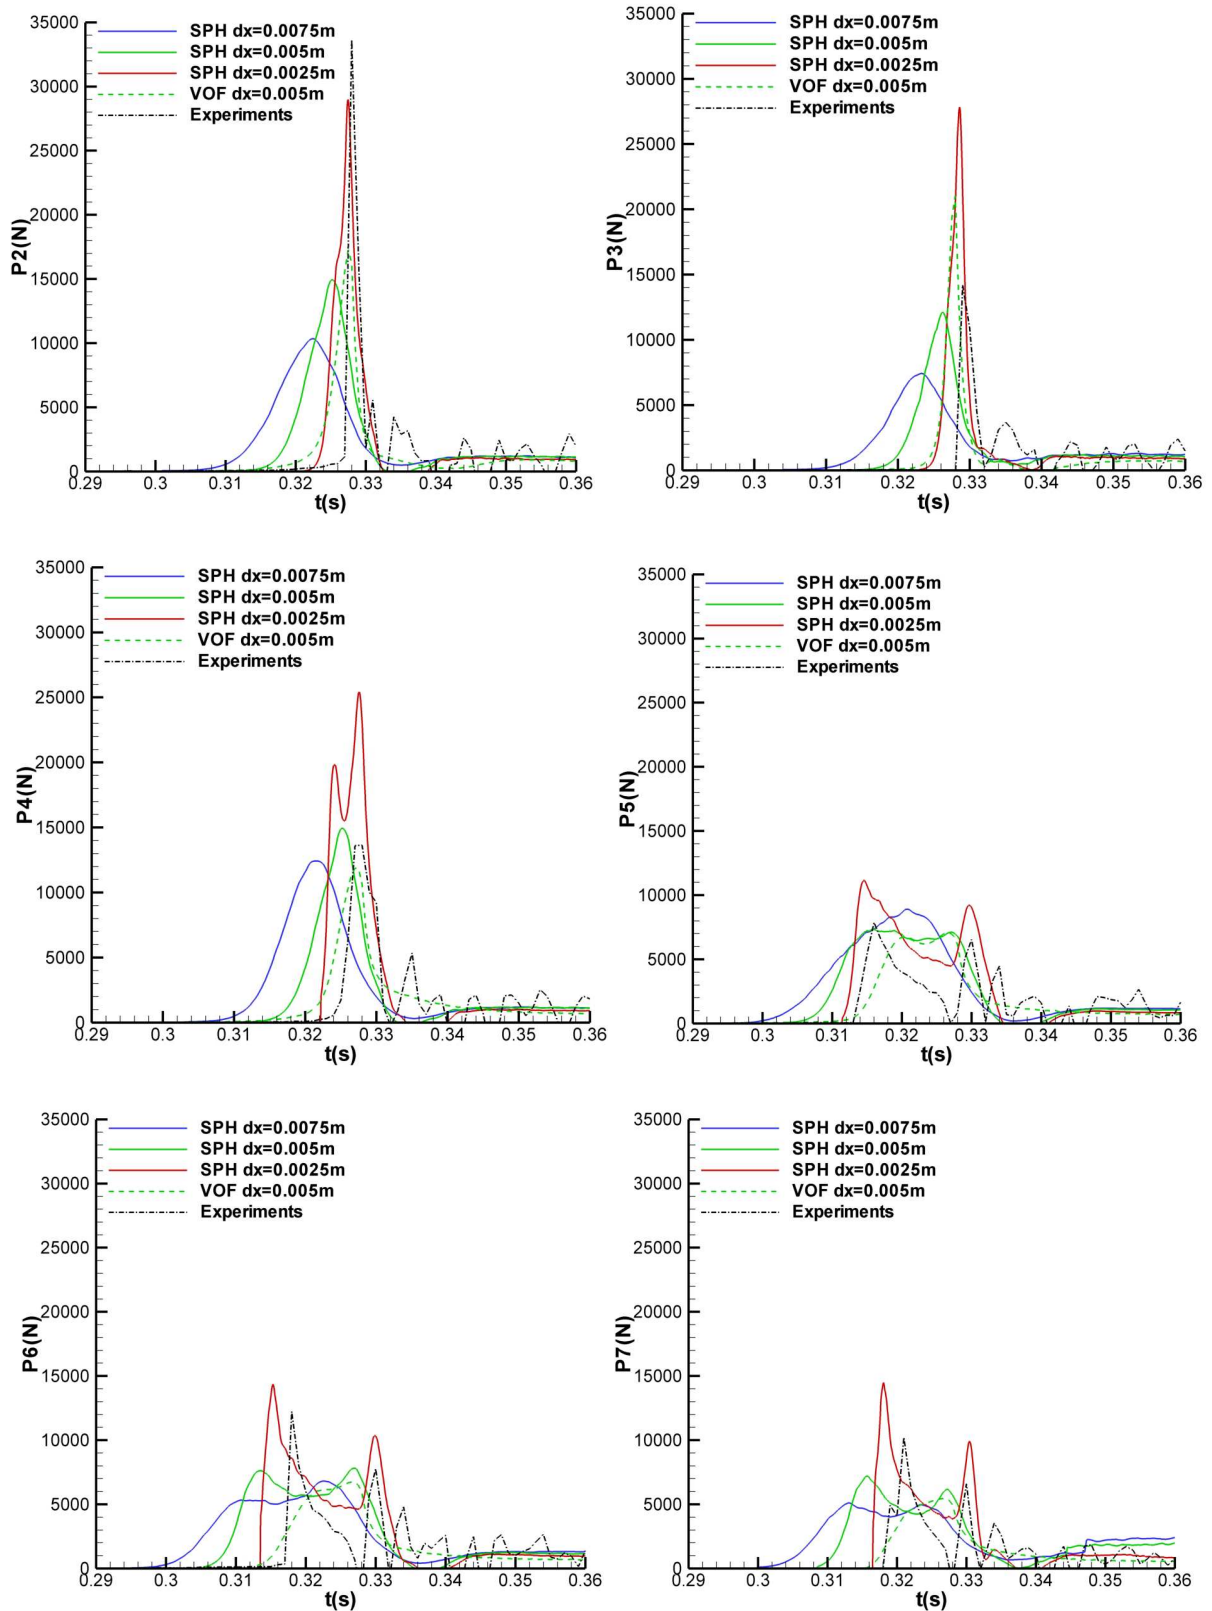 35000
30000
25000
20000
15000
10000
5000
0
P2(N)
SPH dx=0.0075m
SPH dx=0.005m
SPH dx=0.0025m
VOF dx=0.005m
Experiments
0.29 0.3 0.31 0.32 0.33 0.34 0.35 0.36
t(s)
35000
30000
25000
20000
15000
10000
5000
0
P3(N)
SPH dx=0.0075m
SPH dx=0.005m
SPH dx=0.0025m
VOF dx=0.005m
Experiments
0.29 0.3 0.31 0.32 0.33 0.34 0.35 0.36
t(s)
35000
30000
25000
20000
15000
10000
5000
0
P4(N)
SPH dx=0.0075m
SPH dx=0.005m
SPH dx=0.0025m
VOF dx=0.005m
Experiments
0.29 0.3 0.31 0.32 0.33 0.34 0.35 0.36
t(s)
35000
30000
25000
20000
15000
10000
5000
0
P5(N)
SPH dx=0.0075m
SPH dx=0.005m
SPH dx=0.0025m
VOF dx=0.005m
Experiments
0.29 0.3 0.31 0.32 0.33 0.34 0.35 0.36
t(s)
35000
30000
25000
20000
15000
10000
5000
0
P6(N)
SPH dx=0.0075m
SPH dx=0.005m
SPH dx=0.0025m
VOF dx=0.005m
Experiments
0.29 0.3 0.31 0.32 0.33 0.34 0.35 0.36
t(s)
35000
30000
25000
20000
15000
10000
5000
0
P7(N)
SPH dx=0.0075m
SPH dx=0.005m
SPH dx=0.0025m
VOF dx=0.005m
Experiments
0.29 0.3 0.31 0.32 0.33 0.34 0.35 0.36
t(s)